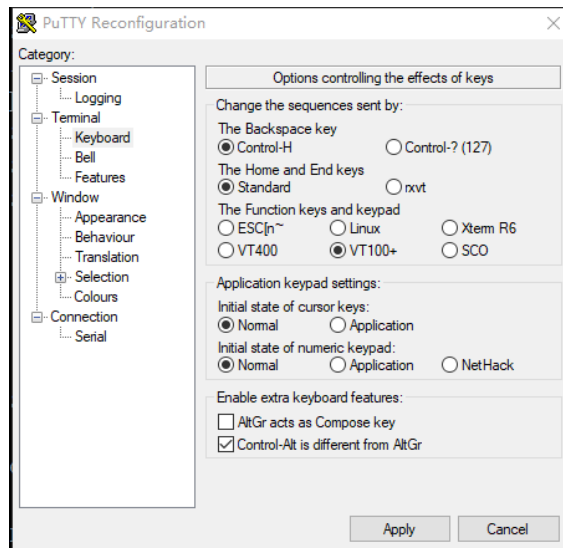 PuTTY Reconfiguration
Category:
Session
Logging
Terminal
Keyboard
Bell
Features
Window
Appearance
Behaviour
Translation
Selection
Colours
Connection
Serial
Options controlling the effects of keys
Change the sequences sent by:
The Backspace key
Control-H Control-? (127)
The Home and End keys
Standard rxvt
The Function keys and keypad
ESC[n~ Linux Xterm R6
VT400 VT100+ SCO
Application keypad settings:
Initial state of cursor keys:
Normal Application
Initial state of numeric keypad:
Normal Application NetHack
Enable extra keyboard features:
AltGr acts as Compose key
Control-Alt is different from AltGr
Apply Cancel